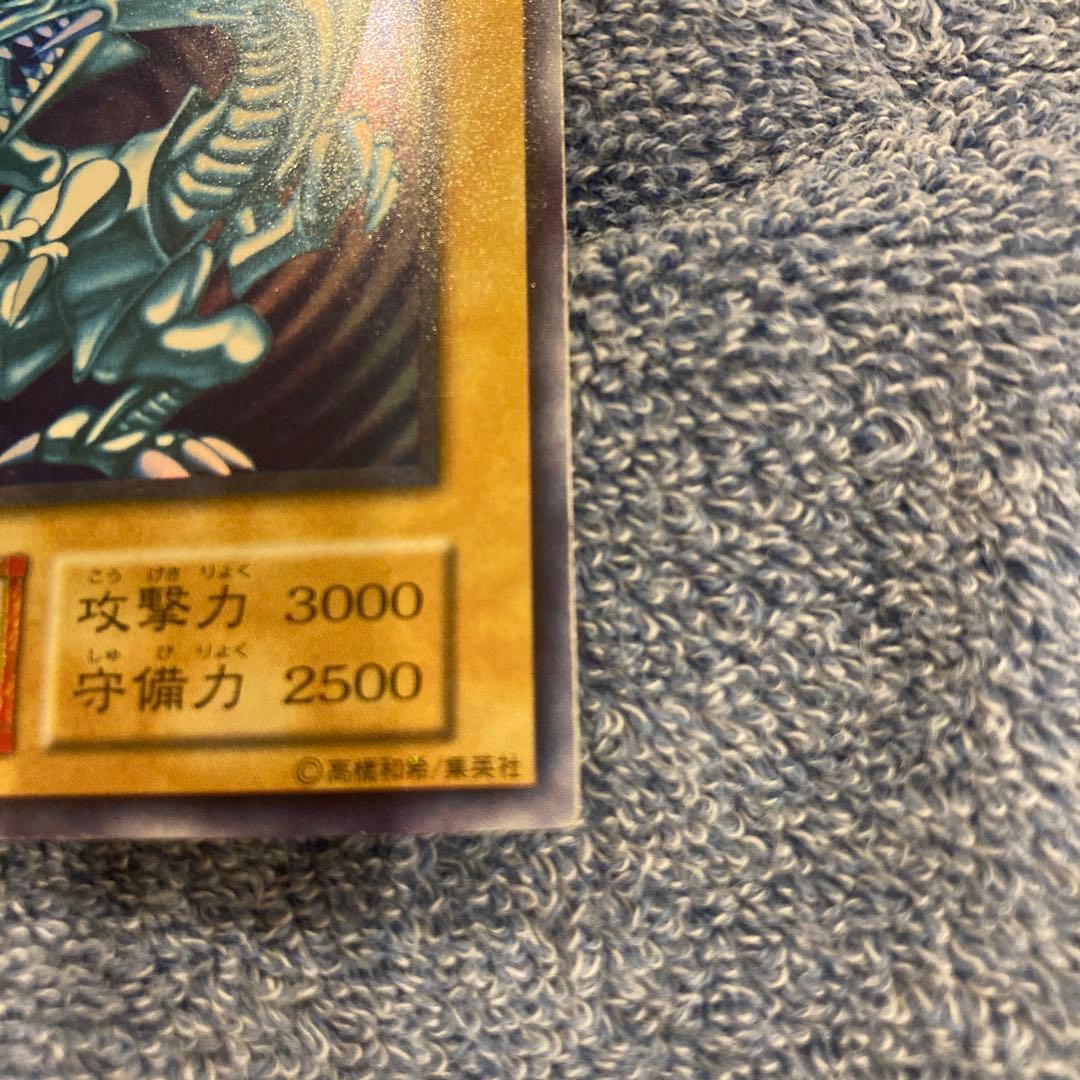 こうげきりょく
攻撃力 3000
しゅびりょく
守備力 2500
©高橋和希/集英社